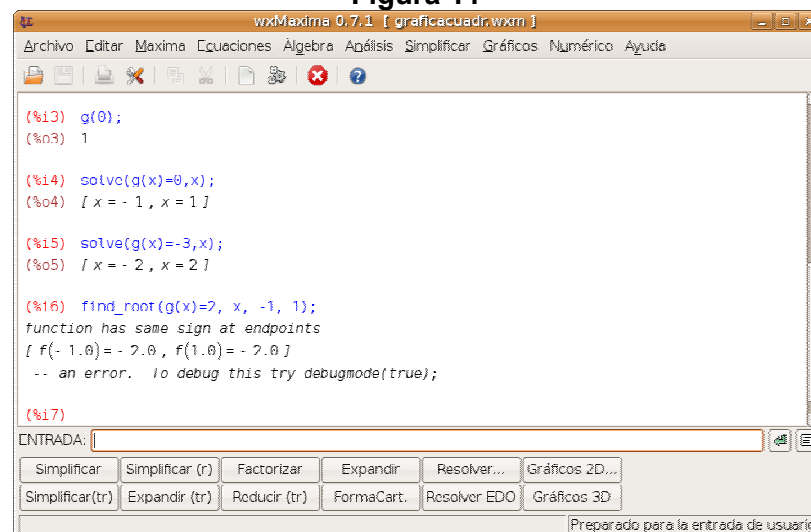 wxMaxima 0.7.1 [ graficacuadr.wxm ]
Archivo Editar Maxima Ecuaciones Álgebra Análisis Simplificar Gráficos Numérico Ayuda
(%i3) g(0);
(%o3) 1
(%i4) solve(g(x)=0,x);
(%o4) [ x = - 1 , x = 1 ]
(%i5) solve(g(x)=-3,x);
(%o5) [ x = - 2 , x = 2 ]
(%i6) find_root(g(x)=2, x, -1, 1);
function has same sign at endpoints
[ f(- 1.0) = - 2.0 , f(1.0) = - 2.0 ]
-- an error. To debug this try debugmode(true);
(%i7)
ENTRADA:
Simplificar Simplificar (r) Factorizar Expandir Resolver... Gráficos 2D...
Simplificar(tr) Expandir (tr) Reducir (tr) FormaCart. Resolver EDO Gráficos 3D
Preparado para la entrada de usuario